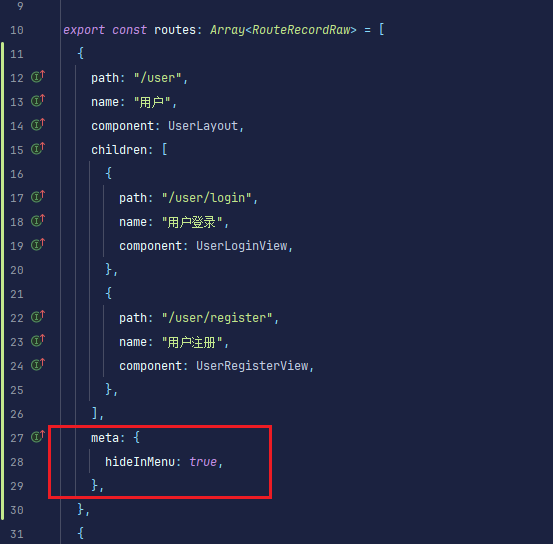 9
10 export const routes: Array<RouteRecordRaw> = [
11 {
12 path: "/user",
13 name: "用户",
14 component: UserLayout,
15 children: [
16 {
17 path: "/user/login",
18 name: "用户登录",
19 component: UserLoginView,
20 },
21 {
22 path: "/user/register",
23 name: "用户注册",
24 component: UserRegisterView,
25 },
26 ],
27 meta: {
28 hideInMenu: true,
29 },
30 },
31 {